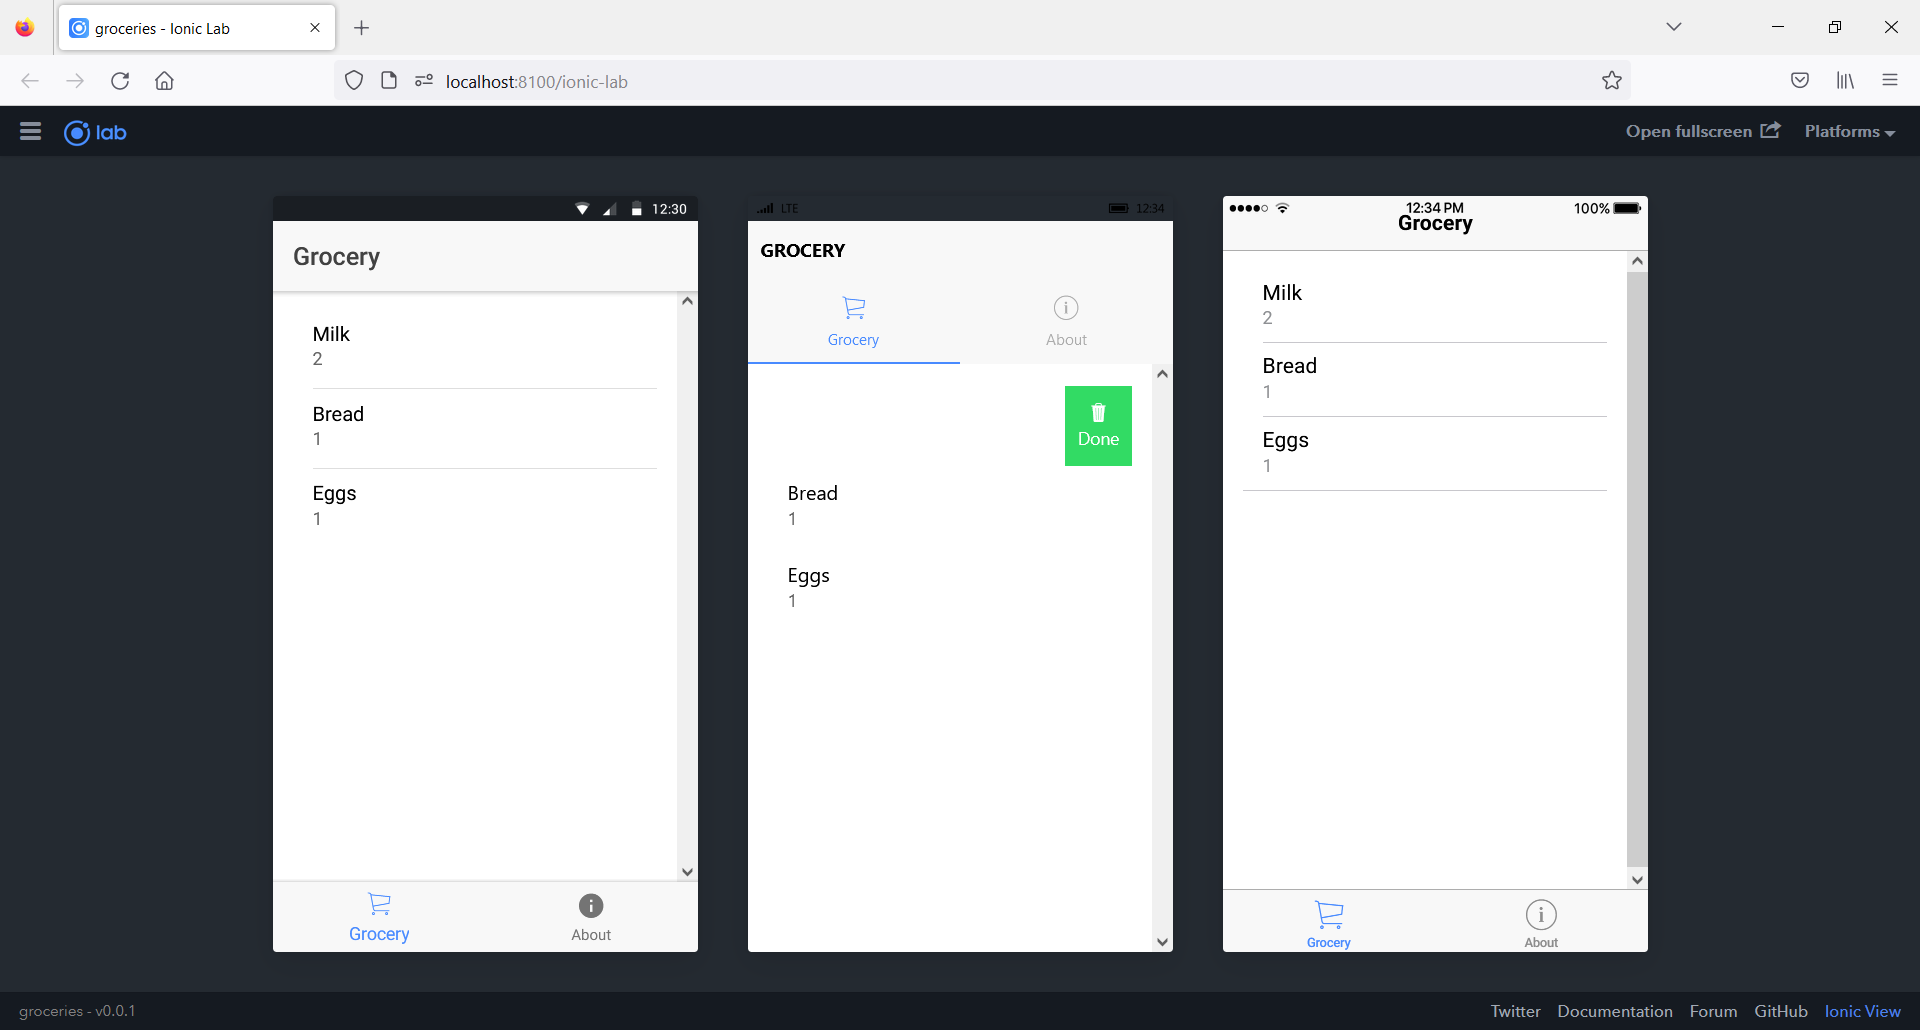 groceries - Ionic Lab
localhost:8100/ionic-lab
lab
Open fullscreen
Platforms
12:30
Grocery
Milk
2
Bread
1
Eggs
1
Grocery
About
LTE
12:34
GROCERY
Grocery
About
Done
Bread
1
Eggs
1
12:34 PM
100%
Grocery
Milk
2
Bread
1
Eggs
1
Grocery
About
groceries - v0.0.1
Twitter Documentation Forum GitHub Ionic View